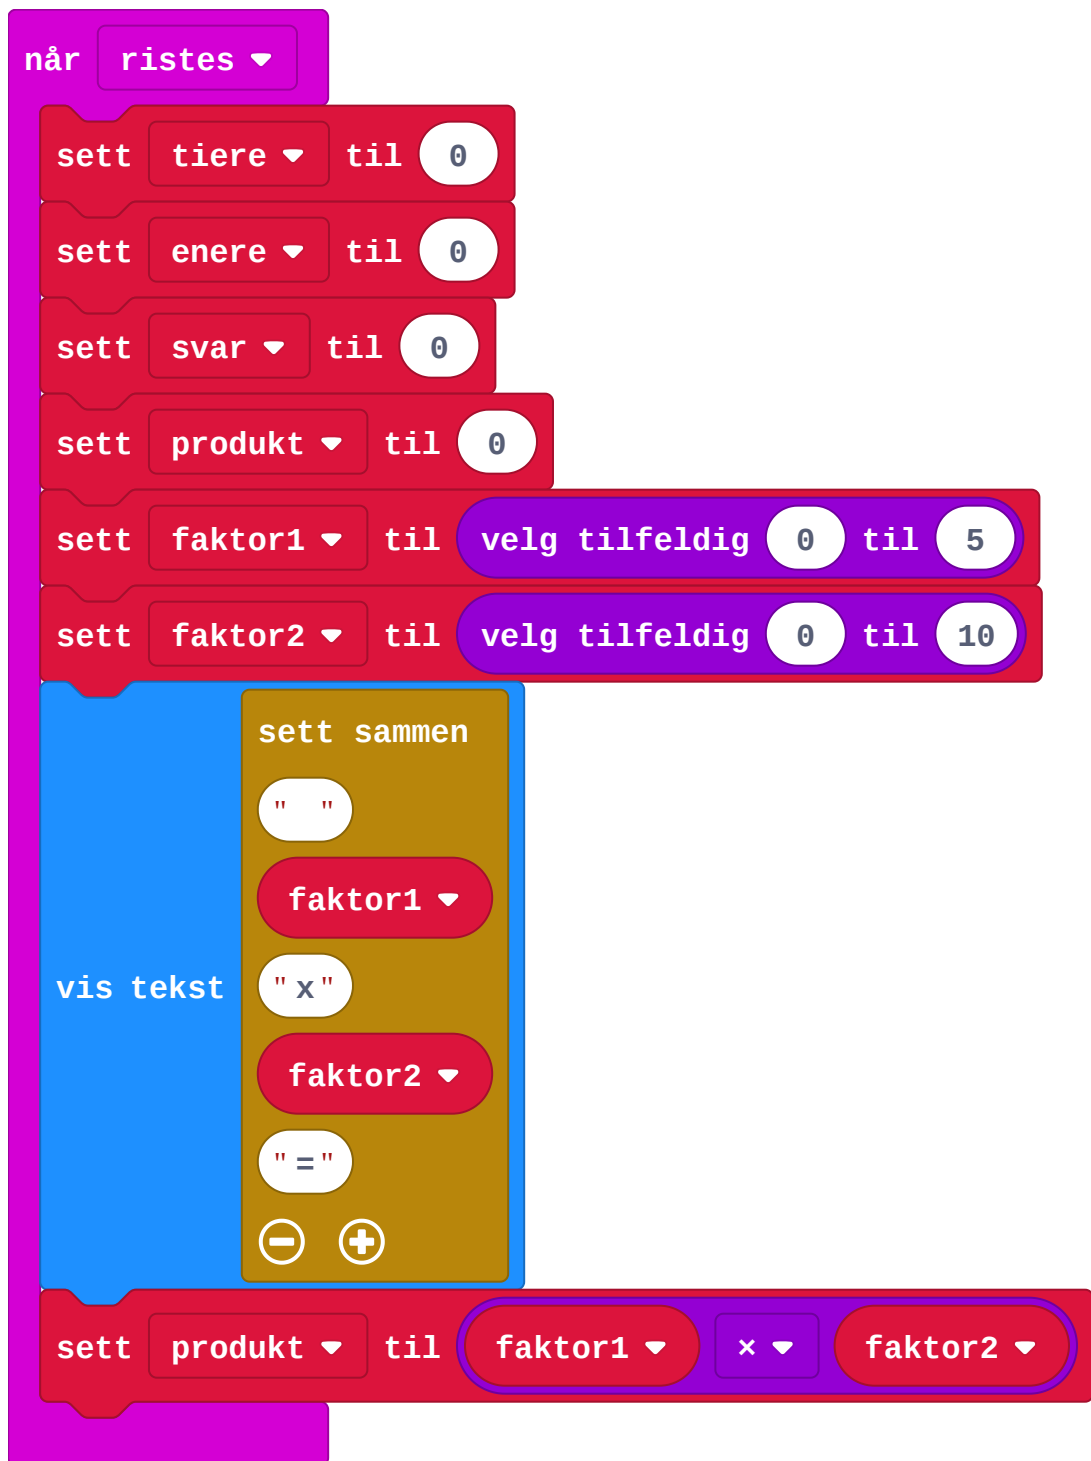 når ristes
sett tiere til 0
sett enere til 0
sett svar til 0
sett produkt til 0
sett faktor1 til velg tilfeldig 0 til 5
sett faktor2 til velg tilfeldig 0 til 10
sett sammen
" "
faktor1
vis tekst "x"
faktor2
"="
sett produkt til faktor1 × faktor2